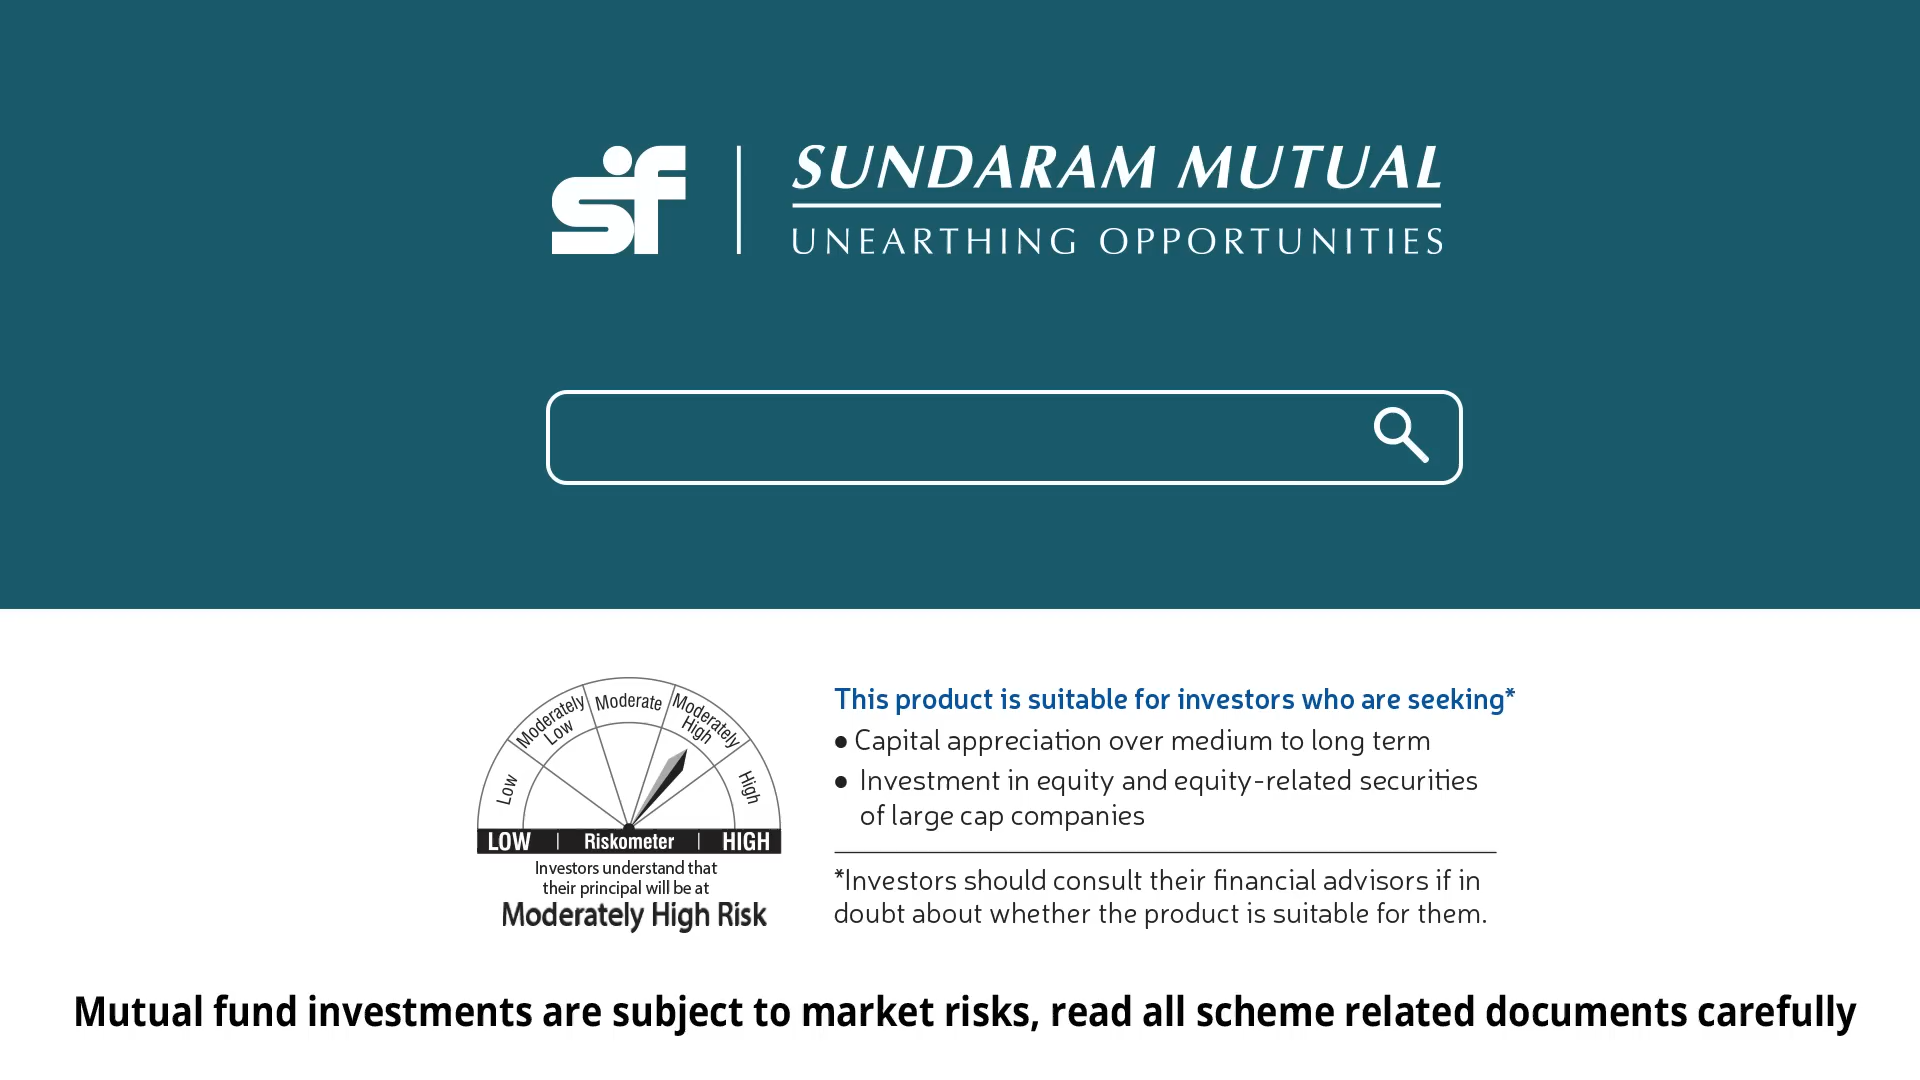 sf
SUNDARAM MUTUAL
UNEARTHING OPPORTUNITIES
Low
Moderately
Low
Moderate
Moderately
High
High
LOW | Riskometer | HIGH
Investors understand that
their principal will be at
Moderately High Risk
This product is suitable for investors who are seeking*
● Capital appreciation over medium to long term
● Investment in equity and equity-related securities
of large cap companies
*Investors should consult their financial advisors if in
doubt about whether the product is suitable for them.
Mutual fund investments are subject to market risks, read all scheme related documents carefully